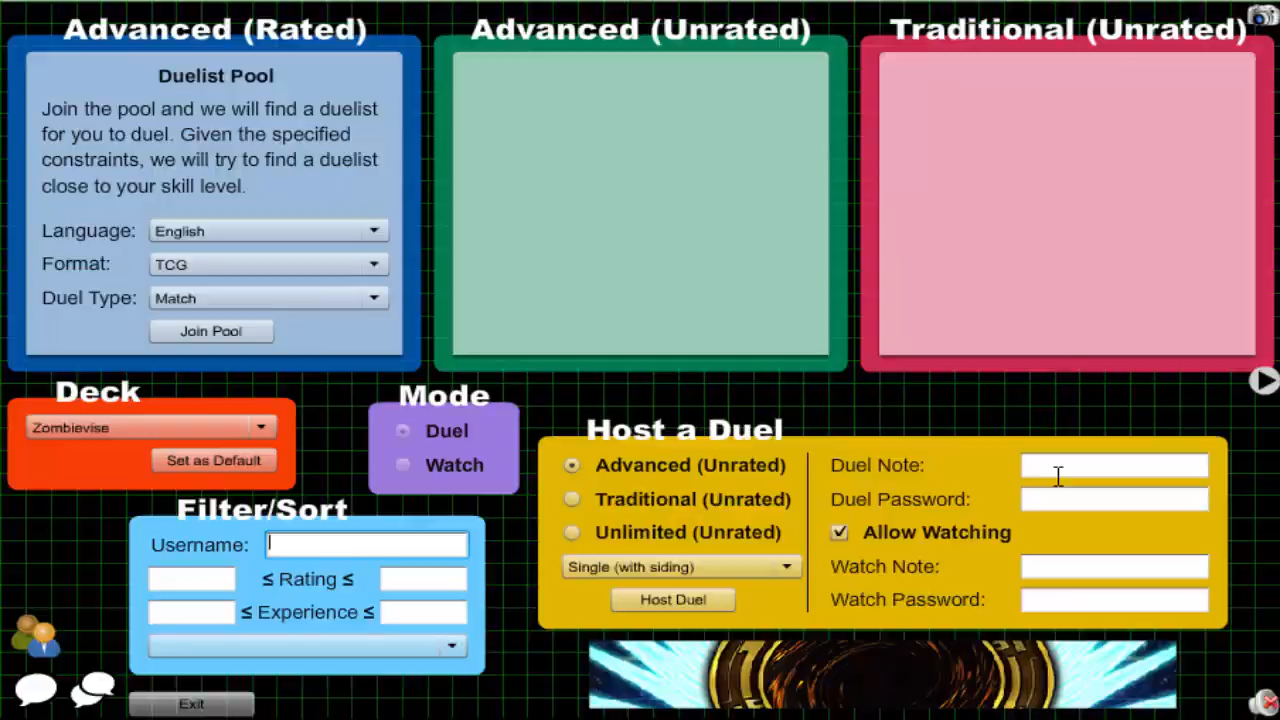 Advanced (Rated)
Duelist Pool
Join the pool and we will find a duelist
for you to duel. Given the specified
constraints, we will try to find a duelist
close to your skill level.
Language: English
Format: TCG
Duel Type: Match
Join Pool
Advanced (Unrated)
Traditional (Unrated)
Deck
Zombievise
Set as Default
Mode
Duel
Watch
Filter/Sort
Username:
≤ Rating ≤
≤ Experience ≤
Exit
Host a Duel
Advanced (Unrated)
Traditional (Unrated)
Unlimited (Unrated)
Single (with siding)
Host Duel
Duel Note:
Duel Password:
Allow Watching
Watch Note:
Watch Password: